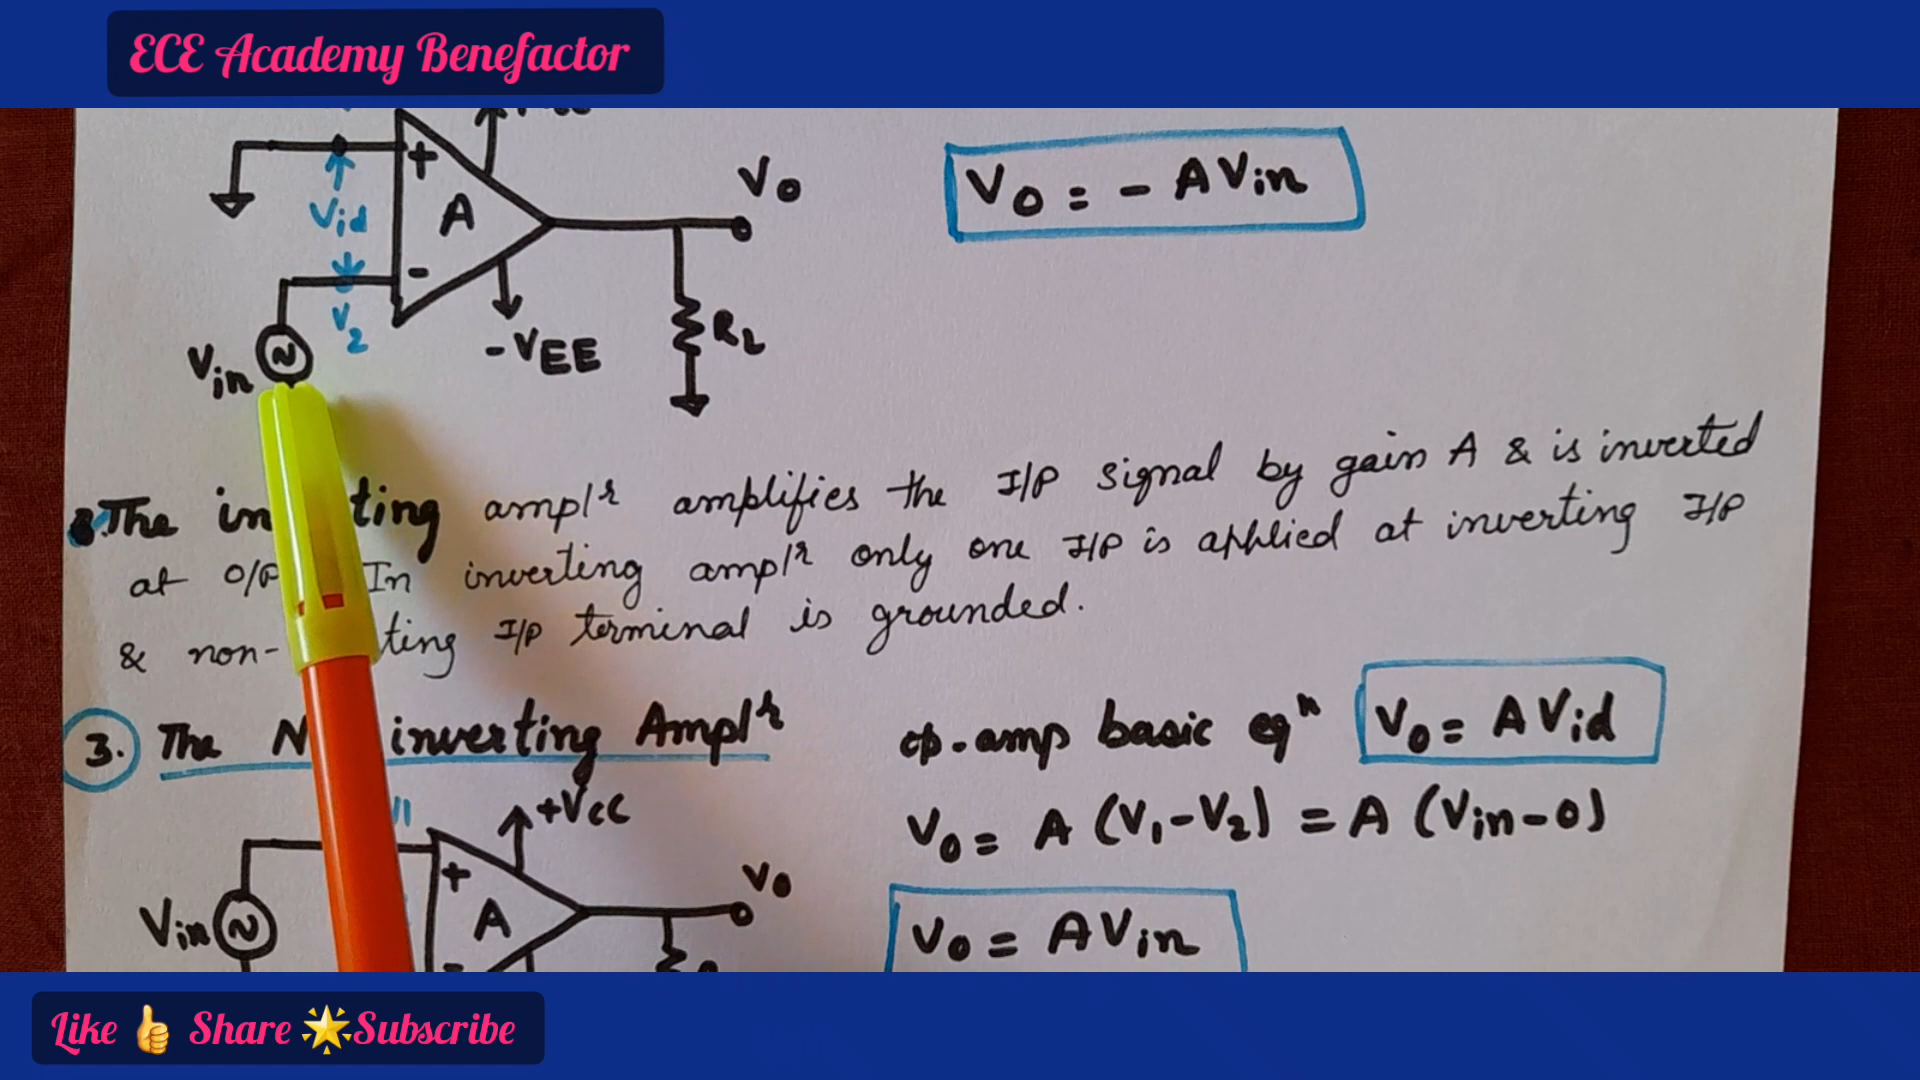 ECE Academy Benefactor
+
A
-
Vid
V2
Vo
Vin
-VEE
RL
Vo = - AVin
The in ting ampl^r amplifies the I/P signal by gain A & is inverted
at O/P In inverting ampl^r only one I/P is applied at inverting I/P
& non- ting I/P terminal is grounded.
3. The N inverting Ampl^r
op-amp basic eq^n Vo = AVid
Vo = A (V1-V2) = A (Vin-0)
Vo = AVin
V1
+Vcc
+
A
-
Vo
Vin
Like 👍 Share 🌟 Subscribe